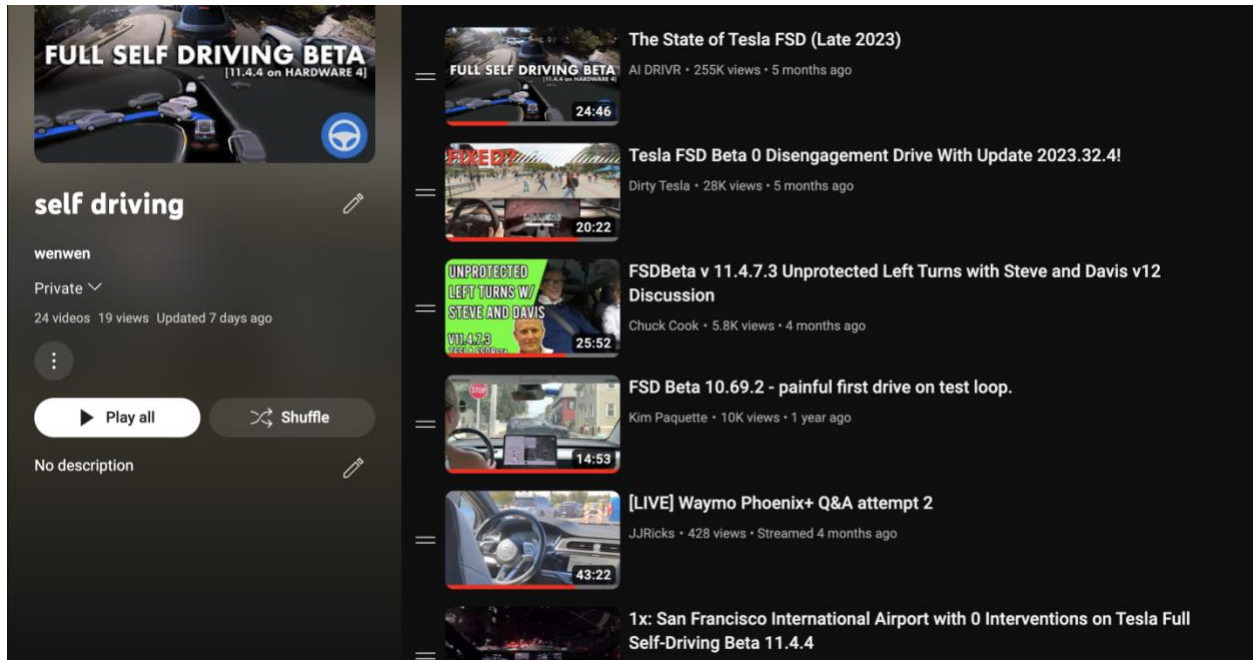 FULL SELF DRIVING BETA
[11.4.4 on HARDWARE 4]
self driving
wenwen
Private
24 videos 19 views Updated 7 days ago
Play all
Shuffle
No description
FULL SELF DRIVING BETA
[11.4.4 on HARDWARE 4]
24:46
The State of Tesla FSD (Late 2023)
AI DRIVR • 255K views • 5 months ago
FIXED?
20:22
Tesla FSD Beta 0 Disengagement Drive With Update 2023.32.4!
Dirty Tesla • 28K views • 5 months ago
UNPROTECTED
LEFT TURNS W/
STEVE AND DAVIS
V11.4.7.3
TESLA FSDBeta
25:52
FSDBeta v 11.4.7.3 Unprotected Left Turns with Steve and Davis v12
Discussion
Chuck Cook • 5.8K views • 4 months ago
STOP
14:53
FSD Beta 10.69.2 - painful first drive on test loop.
Kim Paquette • 10K views • 1 year ago
43:22
[LIVE] Waymo Phoenix+ Q&A attempt 2
JJRicks • 428 views • Streamed 4 months ago
1x: San Francisco International Airport with 0 Interventions on Tesla Full
Self-Driving Beta 11.4.4